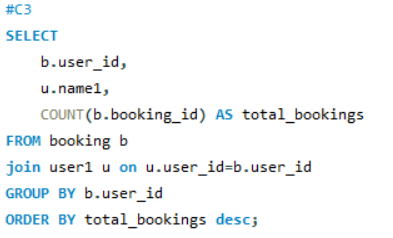 #C3
SELECT
b.user_id,
u.name1,
COUNT(b.booking_id) AS total_bookings
FROM booking b
join user1 u on u.user_id=b.user_id
GROUP BY b.user_id
ORDER BY total_bookings desc;